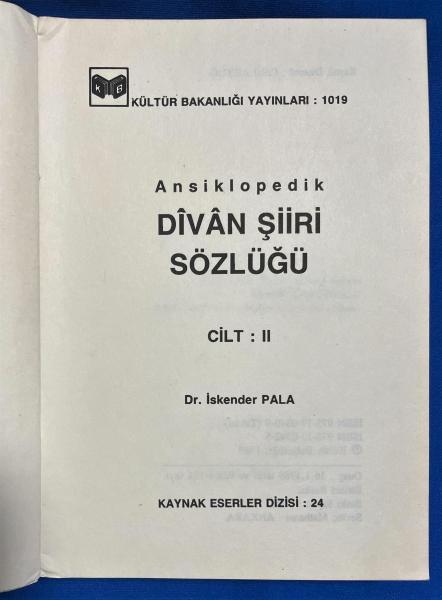 K B
KÜLTÜR BAKANLIĞI YAYINLARI : 1019
Ansiklopedik
DÎVÂN ŞİİRİ
SÖZLÜĞÜ
CİLT : II
Dr. İskender PALA
KAYNAK ESERLER DİZİSİ : 24